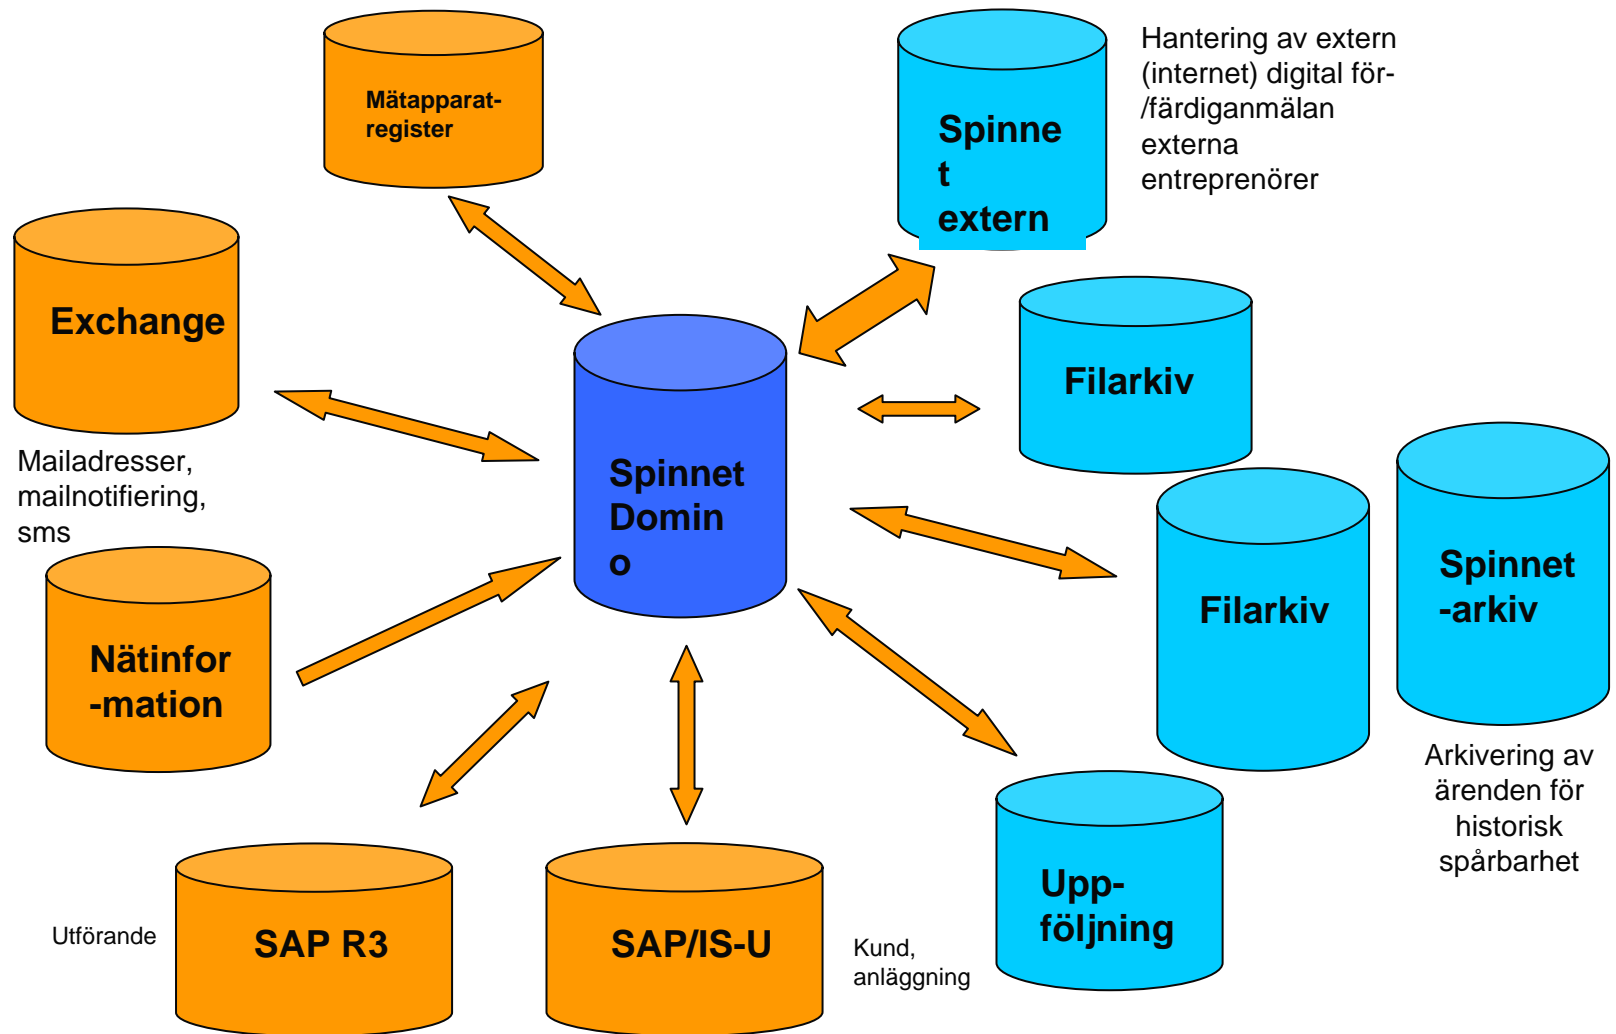 Mätapparat-
register
Spinne
t
extern
Hantering av extern
(internet) digital för-
/färdiganmälan
externa
entreprenörer
Exchange
Mailadresser,
mailnotifiering,
sms
Filarkiv
Spinnet
Domin
o
Filarkiv
Spinnet
-arkiv
Arkivering av
ärenden för
historisk
spårbarhet
Nätinfor
-mation
Upp-
följning
Utförande
SAP R3
SAP/IS-U
Kund,
anläggning